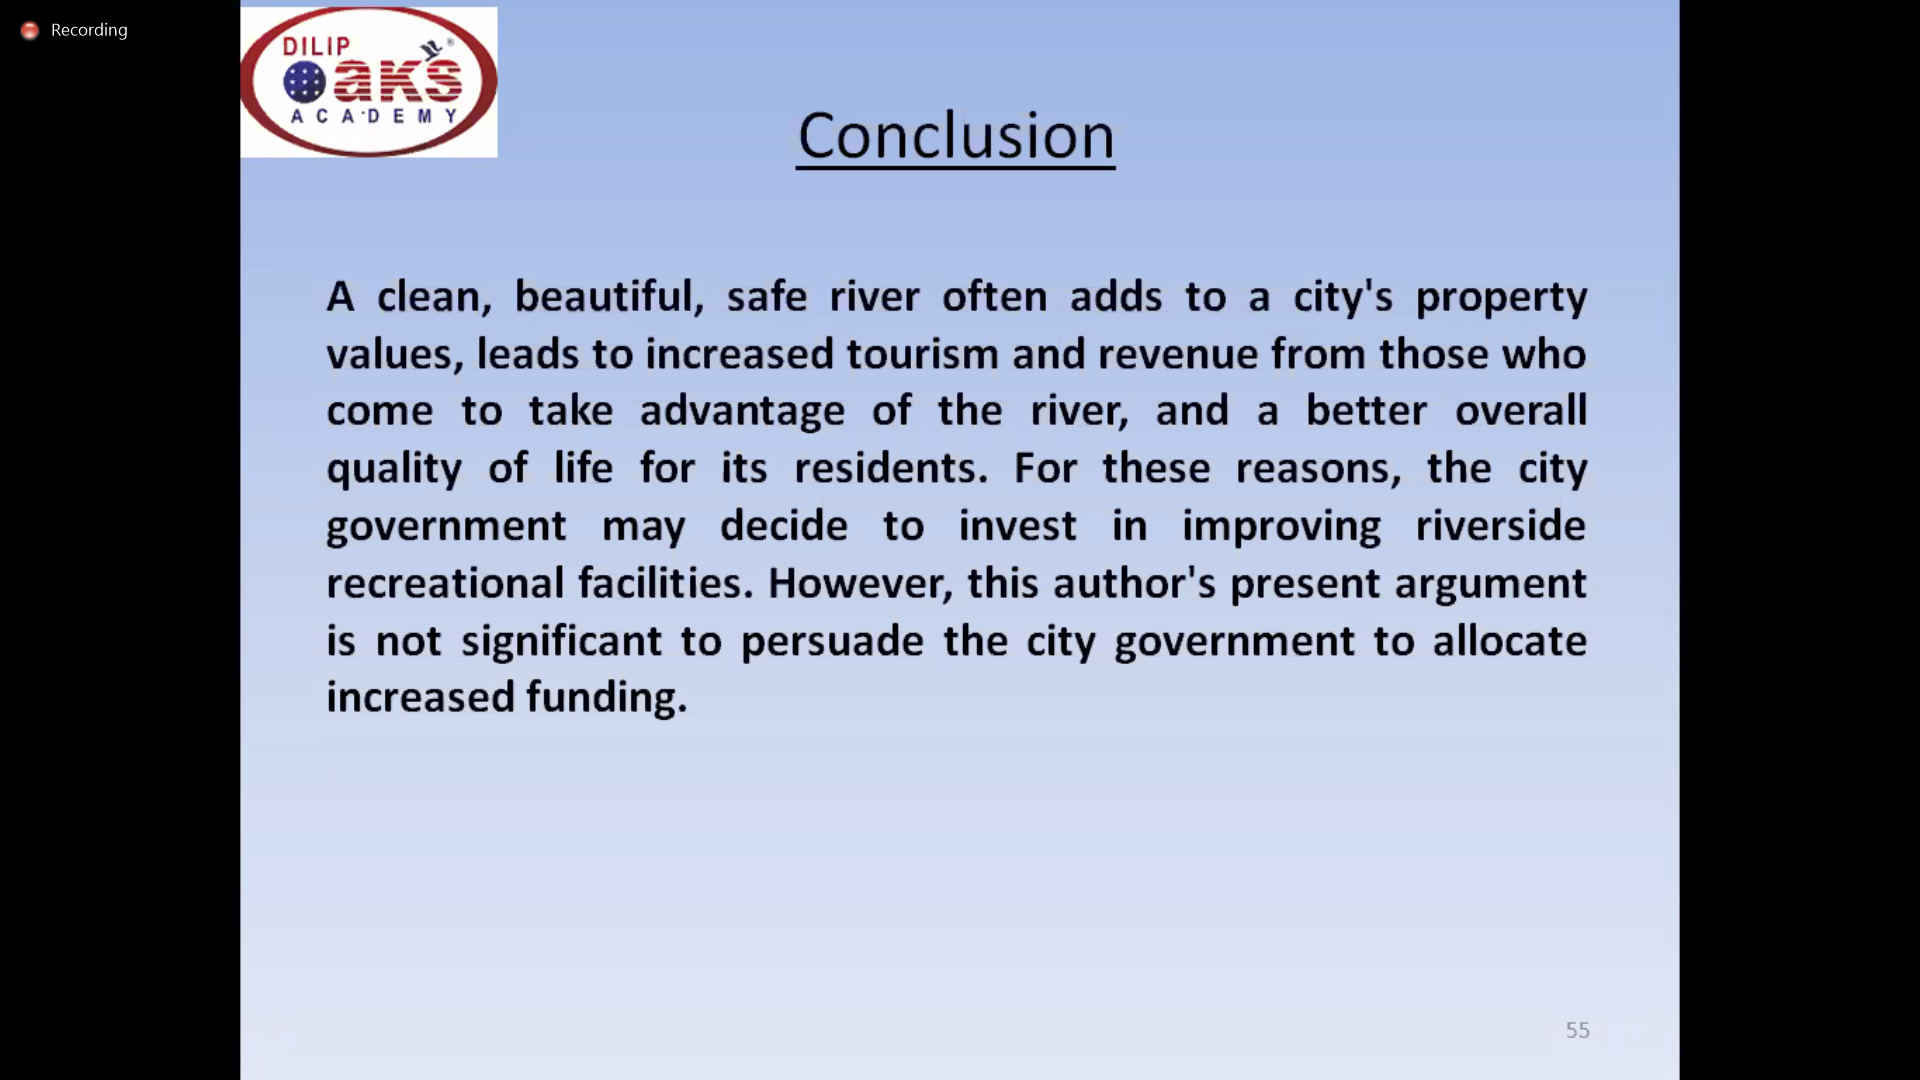 Recording
DILIP
Oaks
ACADEMY
Conclusion
A clean, beautiful, safe river often adds to a city's property
values, leads to increased tourism and revenue from those who
come to take advantage of the river, and a better overall
quality of life for its residents. For these reasons, the city
government may decide to invest in improving riverside
recreational facilities. However, this author's present argument
is not significant to persuade the city government to allocate
increased funding.
55